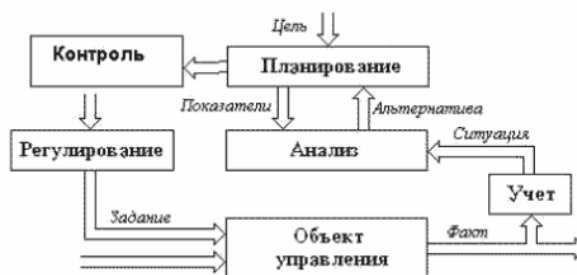 Цель
Контроль
Планирование
Показатели
Альтернатива
Ситуация
Регулирование
Анализ
Учет
Задание
Объект
управления
Факт